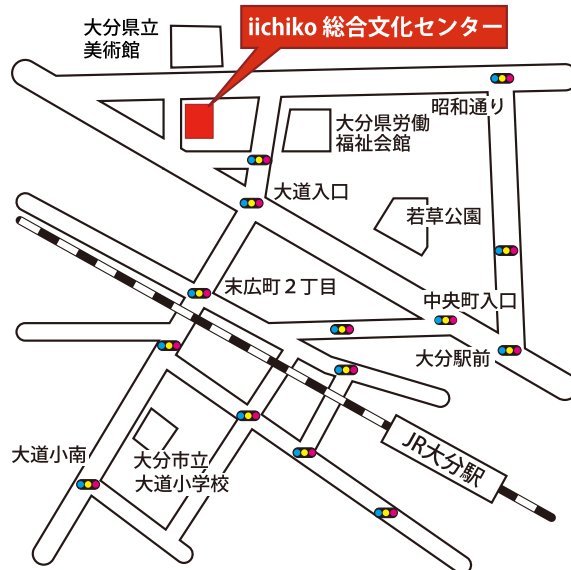 iichiko 総合文化センター
大分県立
美術館
昭和通り
大分県労働
福祉会館
大道入口
若草公園
末広町２丁目
中央町入口
大分駅前
JR大分駅
大道小南
大分市立
大道小学校